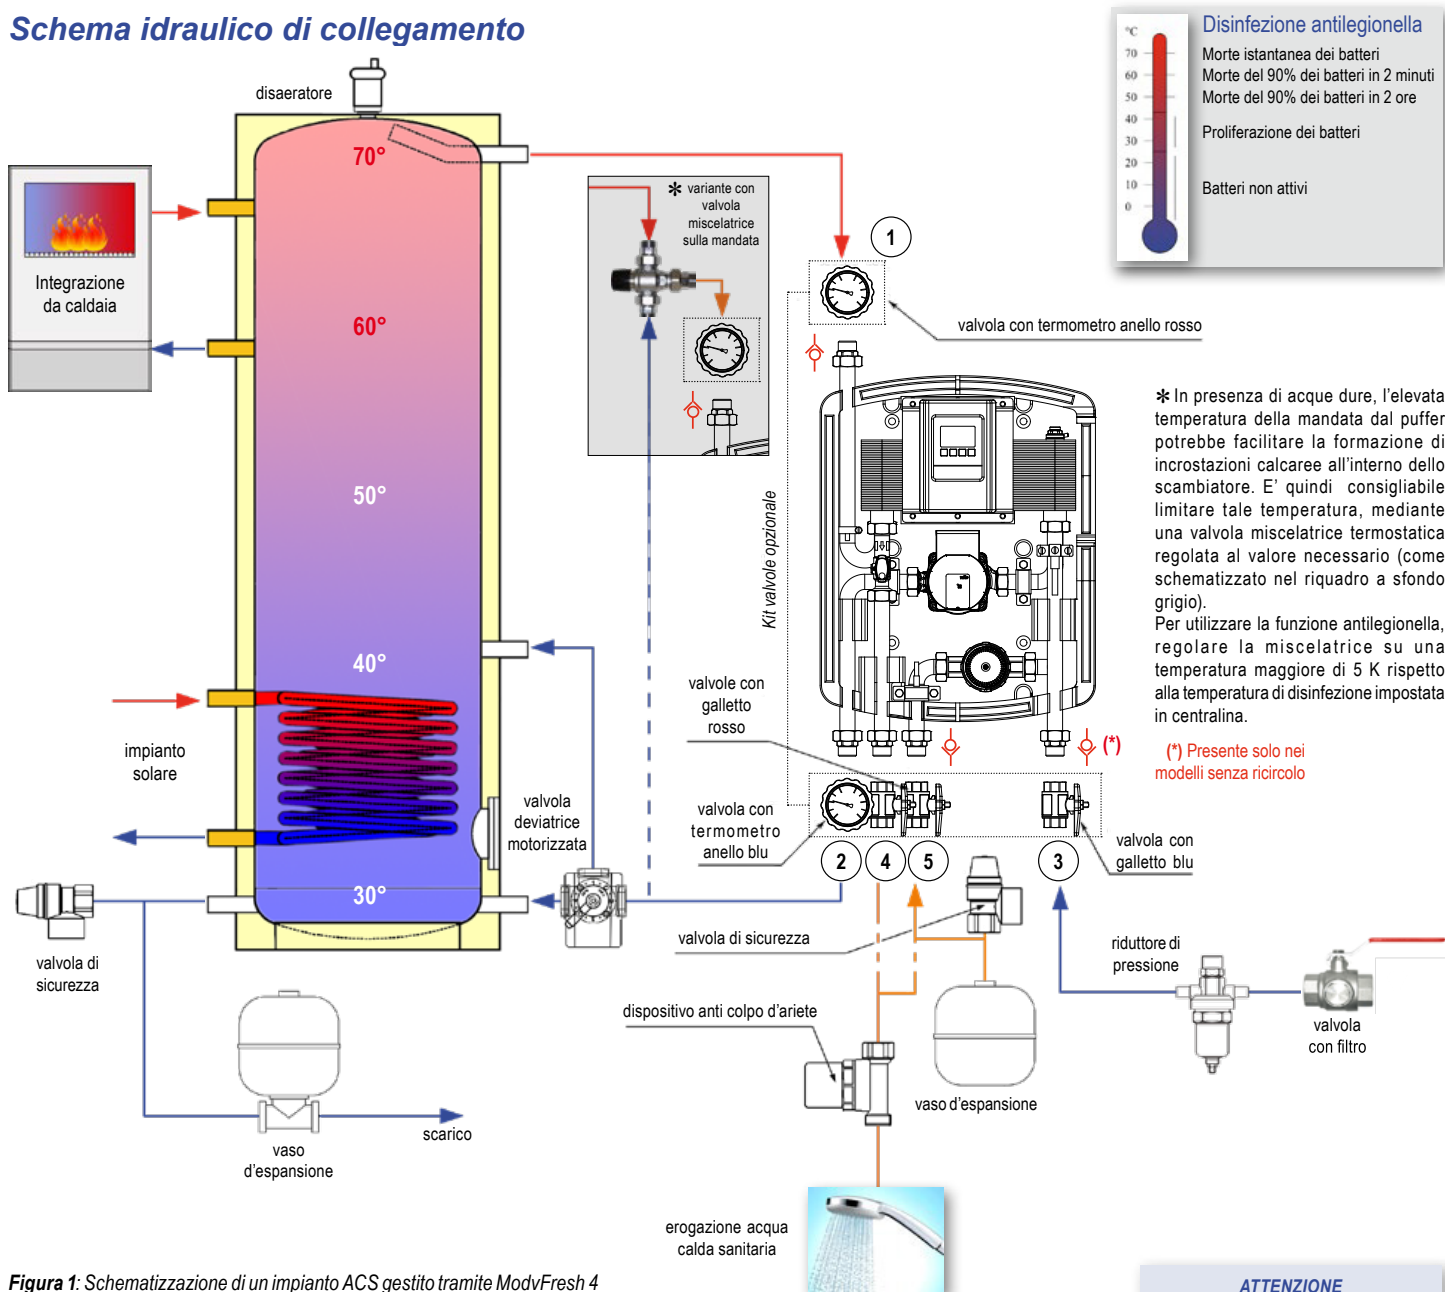 Schema idraulico di collegamento
disaeratore
70°
60°
50°
40°
30°
Integrazione
da caldaia
impianto
solare
valvola di
sicurezza
vaso
d'espansione
scarico
valvola
deviatrice
motorizzata
✻ variante con
valvola
miscelatrice
sulla mandata
1
valvola con termometro anello rosso
Kit valvole opzionale
valvole con
galletto
rosso
valvola con
termometro
anello blu
2
4
5
3
(*)
valvola con
galletto blu
valvola di sicurezza
dispositivo anti colpo d'ariete
vaso d'espansione
riduttore di
pressione
valvola
con filtro
erogazione acqua
calda sanitaria
Disinfezione antilegionella
°C
70
60
50
40
30
20
10
0
Morte istantanea dei batteri
Morte del 90% dei batteri in 2 minuti
Morte del 90% dei batteri in 2 ore
Proliferazione dei batteri
Batteri non attivi
✻ In presenza di acque dure, l'elevata
temperatura della mandata dal puffer
potrebbe facilitare la formazione di
incrostazioni calcaree all'interno dello
scambiatore. E' quindi consigliabile
limitare tale temperatura, mediante
una valvola miscelatrice termostatica
regolata al valore necessario (come
schematizzato nel riquadro a sfondo
grigio).
Per utilizzare la funzione antilegionella,
regolare la miscelatrice su una
temperatura maggiore di 5 K rispetto
alla temperatura di disinfezione impostata
in centralina.
(*) Presente solo nei
modelli senza ricircolo
Figura 1: Schematizzazione di un impianto ACS gestito tramite ModvFresh 4
ATTENZIONE